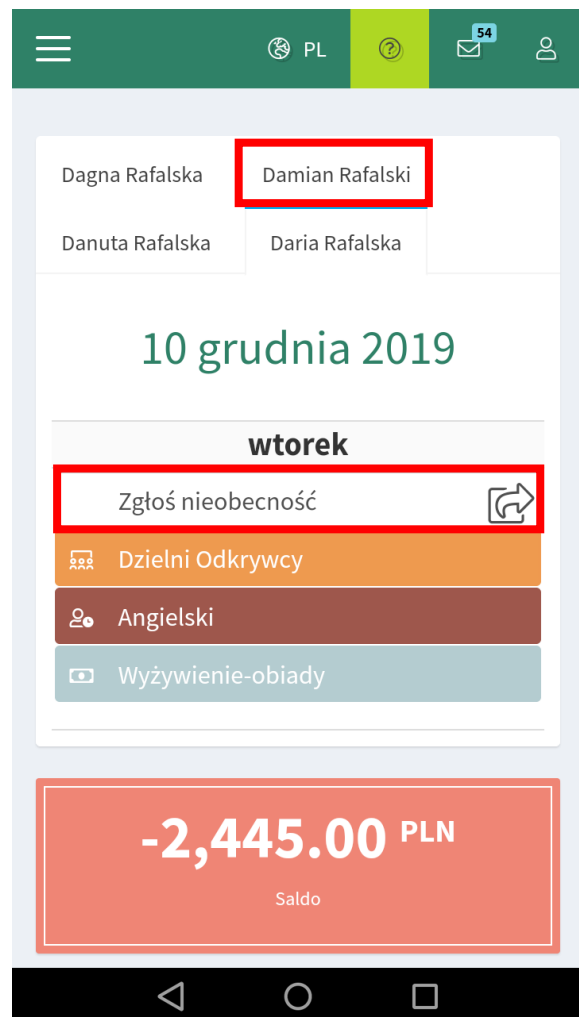 PL
54
Dagna Rafalska Damian Rafalski
Danuta Rafalska Daria Rafalska
10 grudnia 2019
wtorek
Zgłoś nieobecność
Dzielni Odkrywcy
Angielski
Wyżywienie-obiady
-2,445.00 PLN
Saldo